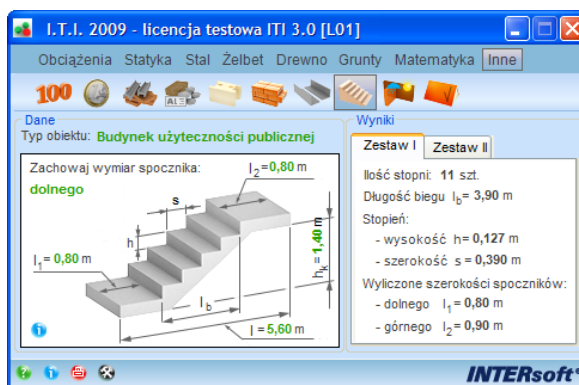 I.T.I. 2009 - licencja testowa ITI 3.0 [L01]
Obciążenia Statyka Stal Żelbet Drewno Grunty Matematyka Inne
100
Dane
Typ obiektu: Budynek użyteczności publicznej
Zachowaj wymiar spocznika:
dolnego
l2=0,80 m
s
h
l1=0,80 m
hk=1,40 m
lb
l=5,60 m
Wyniki
Zestaw I Zestaw II
Ilość stopni: 11 szt.
Długość biegu lb=3,90 m
Stopień:
- wysokość h=0,127 m
- szerokość s=0,390 m
Wyliczone szerokości spoczników:
- dolnego l1=0,80 m
- górnego l2=0,90 m
INTERsoft